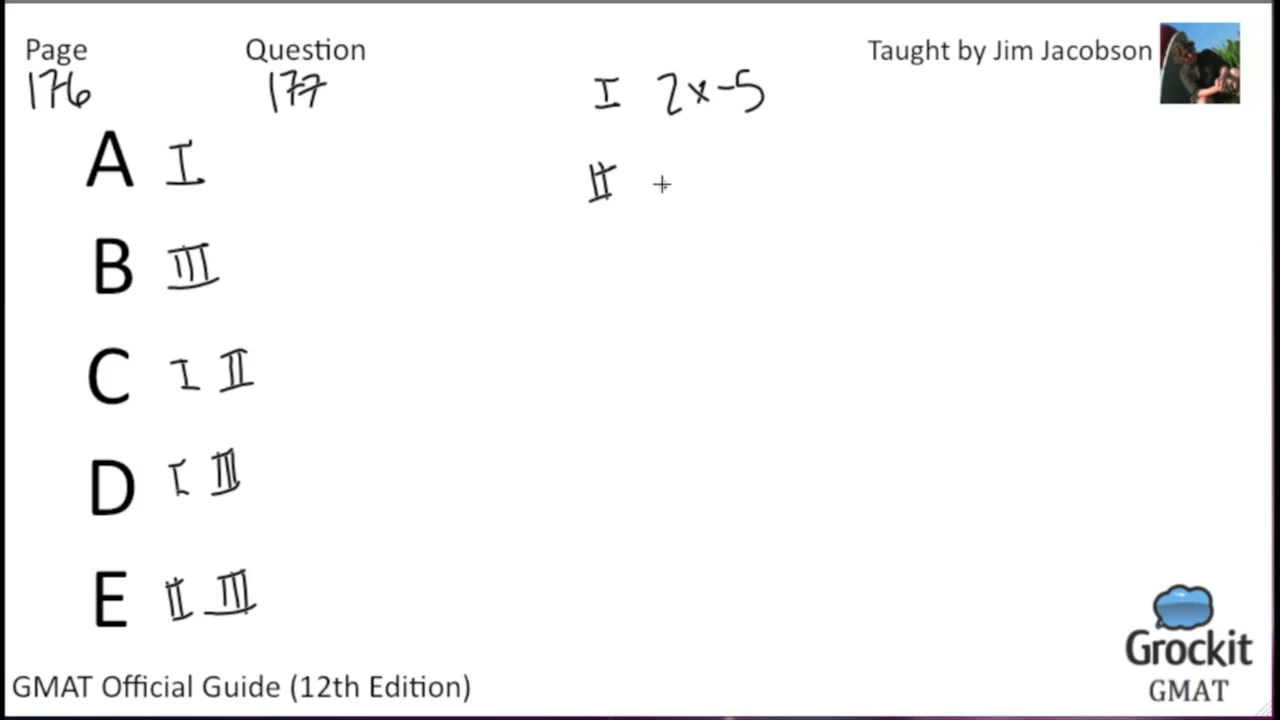 Page Question Taught by Jim Jacobson
176 177 I 2x-5
A I
II
B III
C I II
D I III
E II III
Grockit
GMAT
GMAT Official Guide (12th Edition)